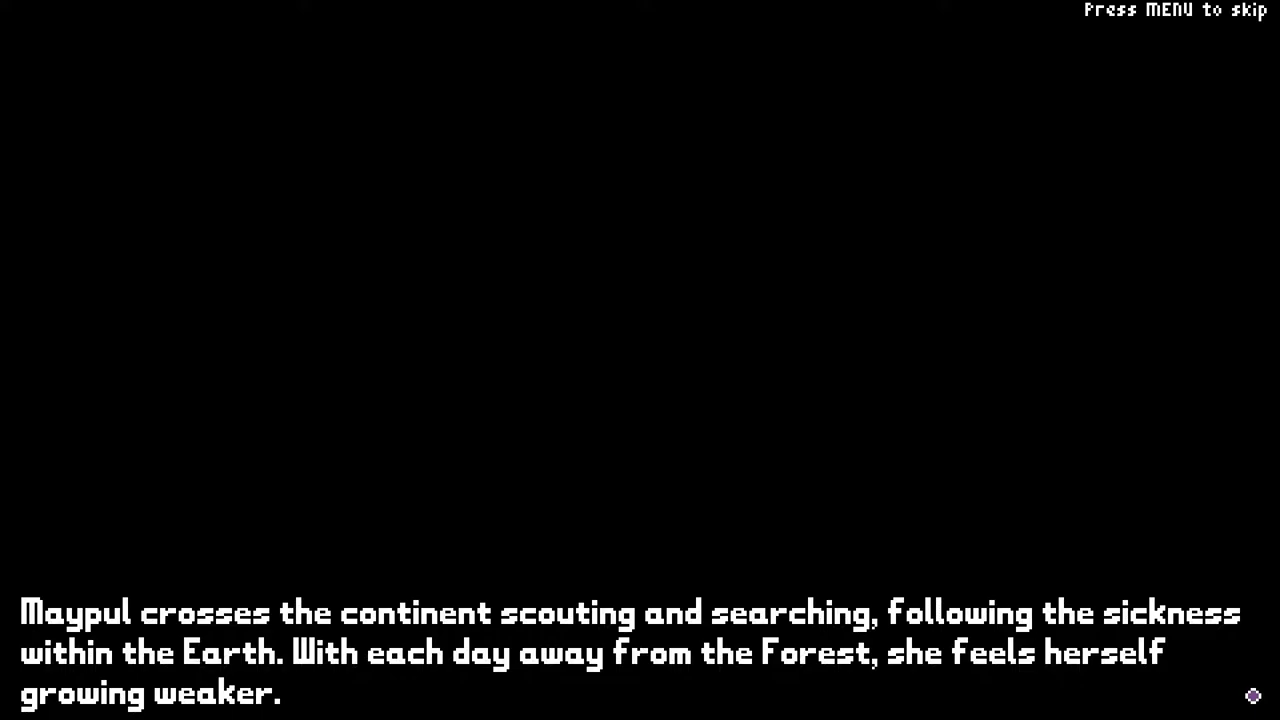 Press MENU to skip
Maypul crosses the continent scouting and searching, following the sickness
within the Earth. With each day away from the Forest, she feels herself
growing weaker.